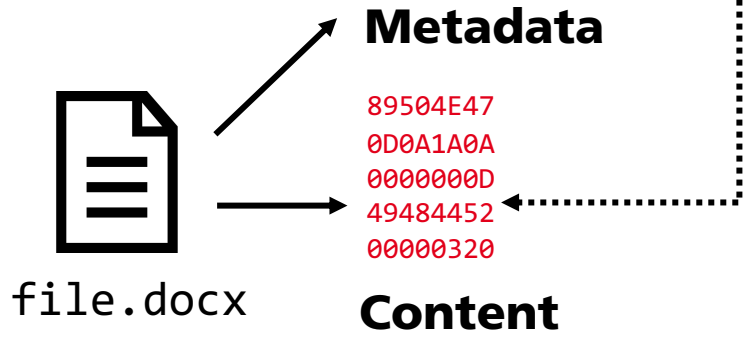 Metadata
89504E47
0D0A1A0A
0000000D
49484452
00000320
file.docx
Content